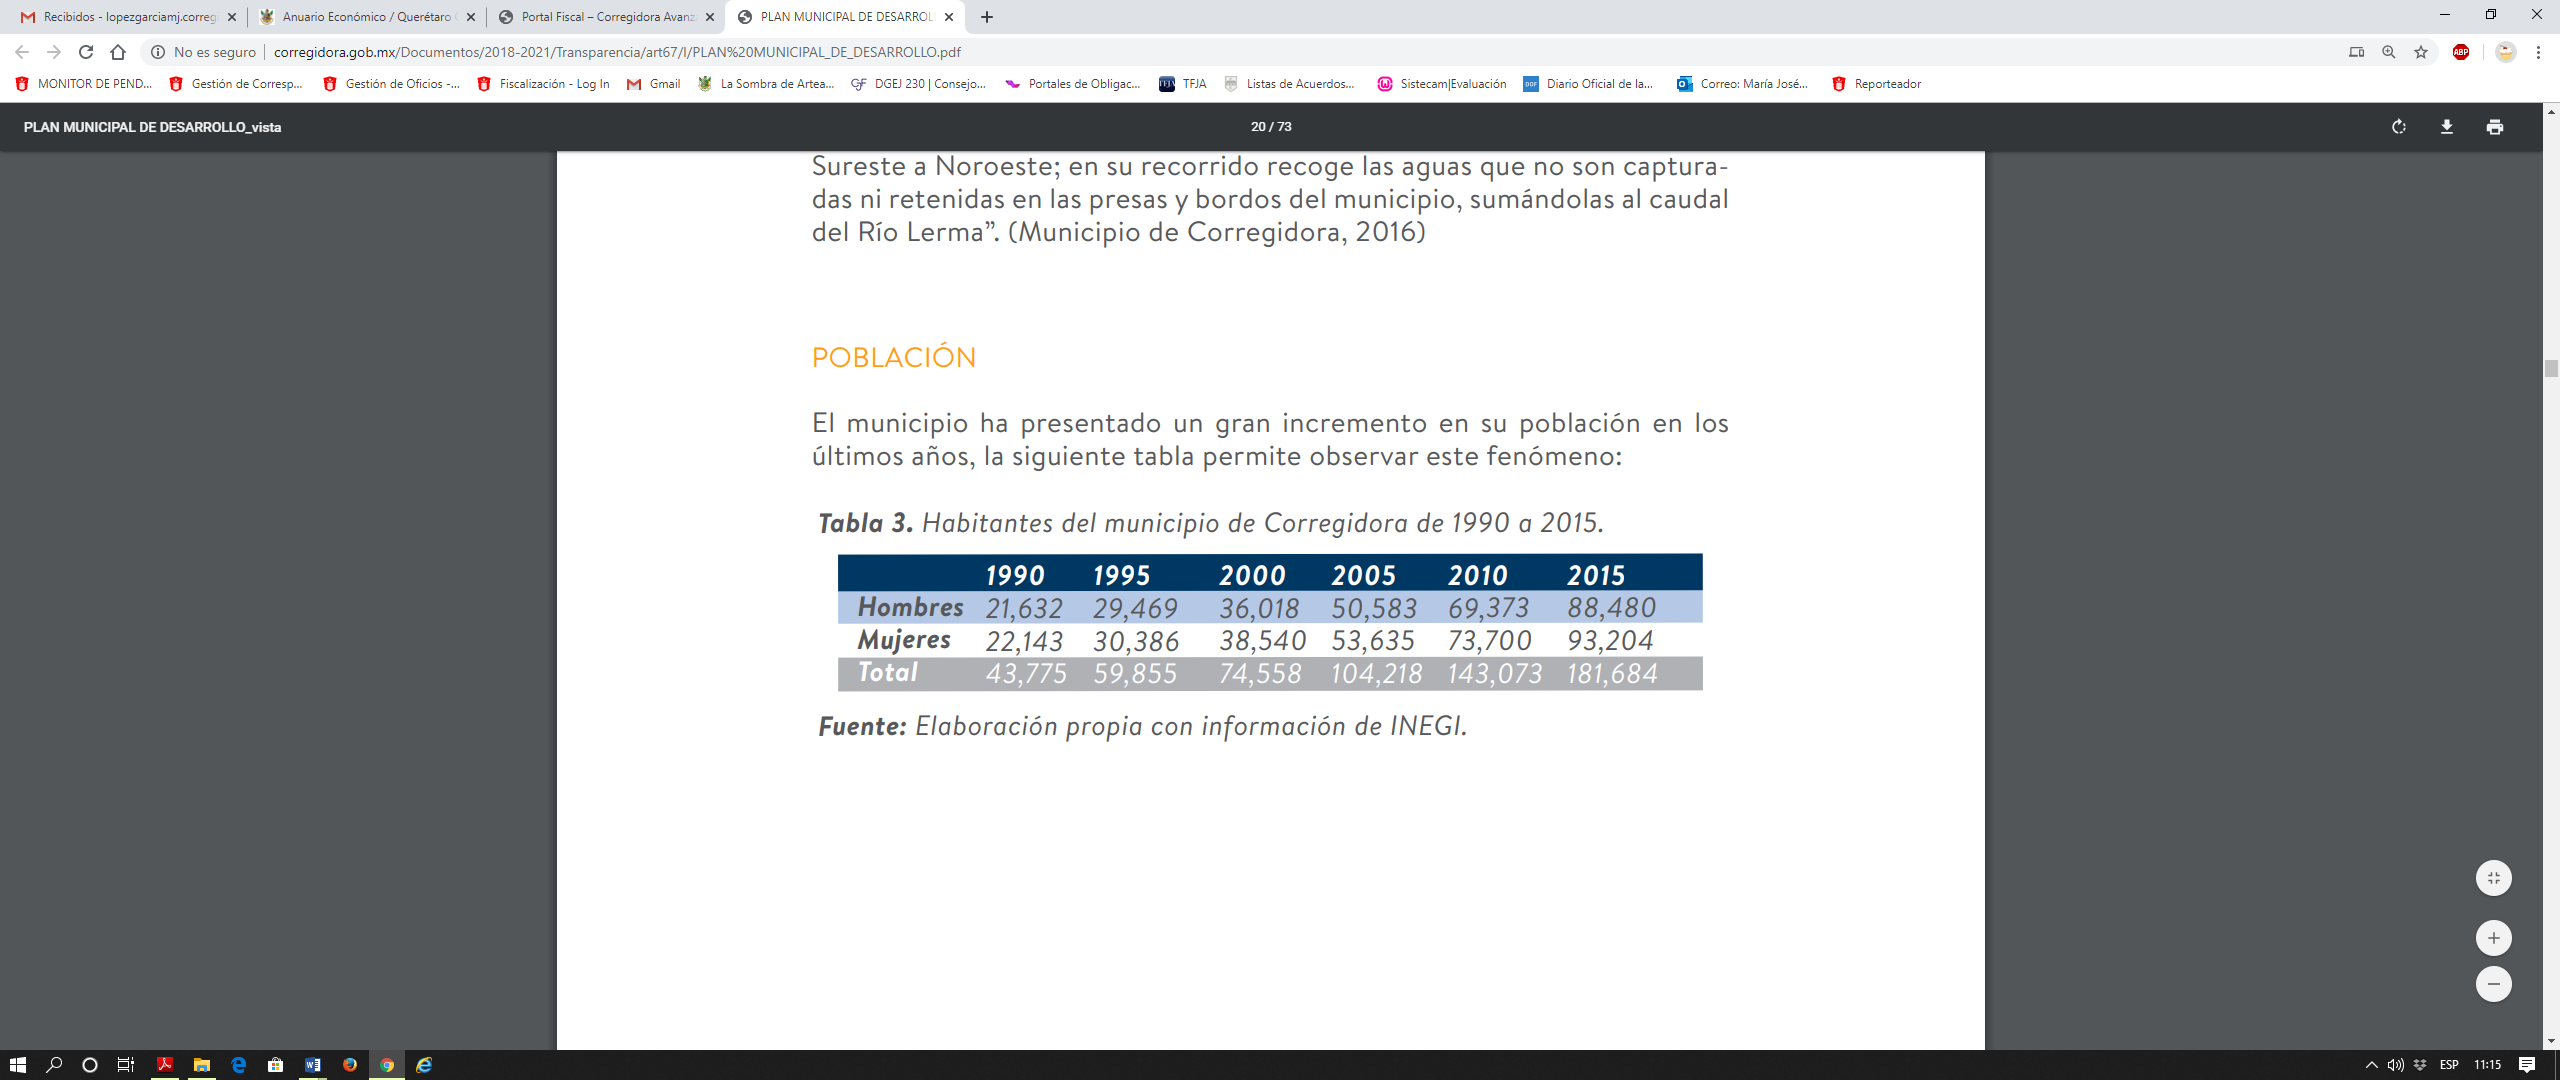 Recibidos - lopezgarciamj.correg
Anuario Económico / Querétaro
Portal Fiscal – Corregidora Avanz
PLAN MUNICIPAL DE DESARROL
No es seguro | corregidora.gob.mx/Documentos/2018-2021/Transparencia/art67/I/PLAN%20MUNICIPAL_DE_DESARROLLO.pdf
ABP
MONITOR DE PEND...
Gestión de Corresp...
Gestión de Oficios -...
Fiscalización - Log In
Gmail
La Sombra de Artea...
DGEJ 230 | Consejo...
Portales de Obligac...
TFJA
Listas de Acuerdos...
Sistecam|Evaluación
DOF
Diario Oficial de la...
Correo: María José...
Reporteador
PLAN MUNICIPAL DE DESARROLLO_vista
20 / 73
Sureste a Noroeste; en su recorrido recoge las aguas que no son captura-
das ni retenidas en las presas y bordos del municipio, sumándolas al caudal
del Río Lerma”. (Municipio de Corregidora, 2016)
POBLACIÓN
El municipio ha presentado un gran incremento en su población en los
últimos años, la siguiente tabla permite observar este fenómeno:
Tabla 3. Habitantes del municipio de Corregidora de 1990 a 2015.
1990 1995 2000 2005 2010 2015
Hombres 21,632 29,469 36,018 50,583 69,373 88,480
Mujeres 22,143 30,386 38,540 53,635 73,700 93,204
Total 43,775 59,855 74,558 104,218 143,073 181,684
Fuente: Elaboración propia con información de INEGI.
ESP
11:15